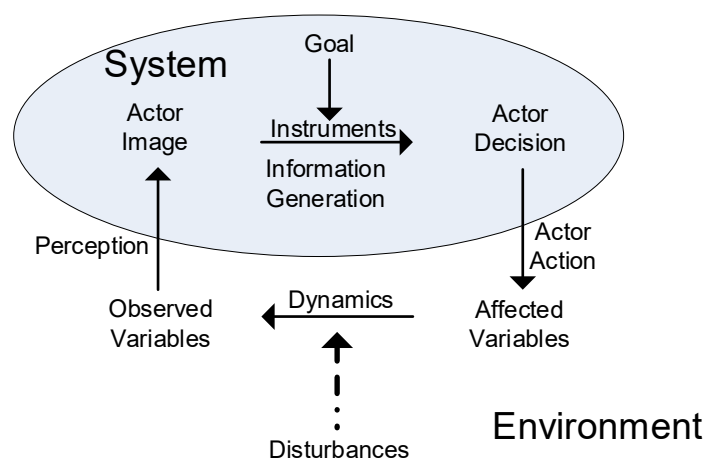 Goal
System
Actor
Image
Instruments
Information
Generation
Actor
Decision
Perception
Actor
Action
Observed
Variables
Dynamics
Affected
Variables
Disturbances
Environment